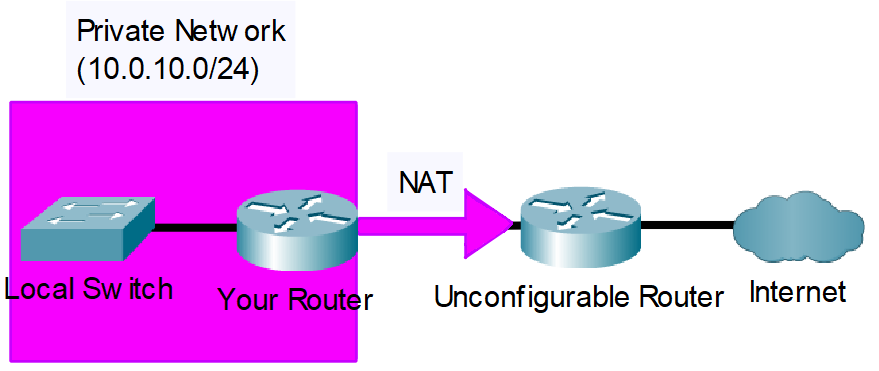 Private Network
(10.0.10.0/24)
NAT
Local Switch
Your Router
Unconfigurable Router
Internet